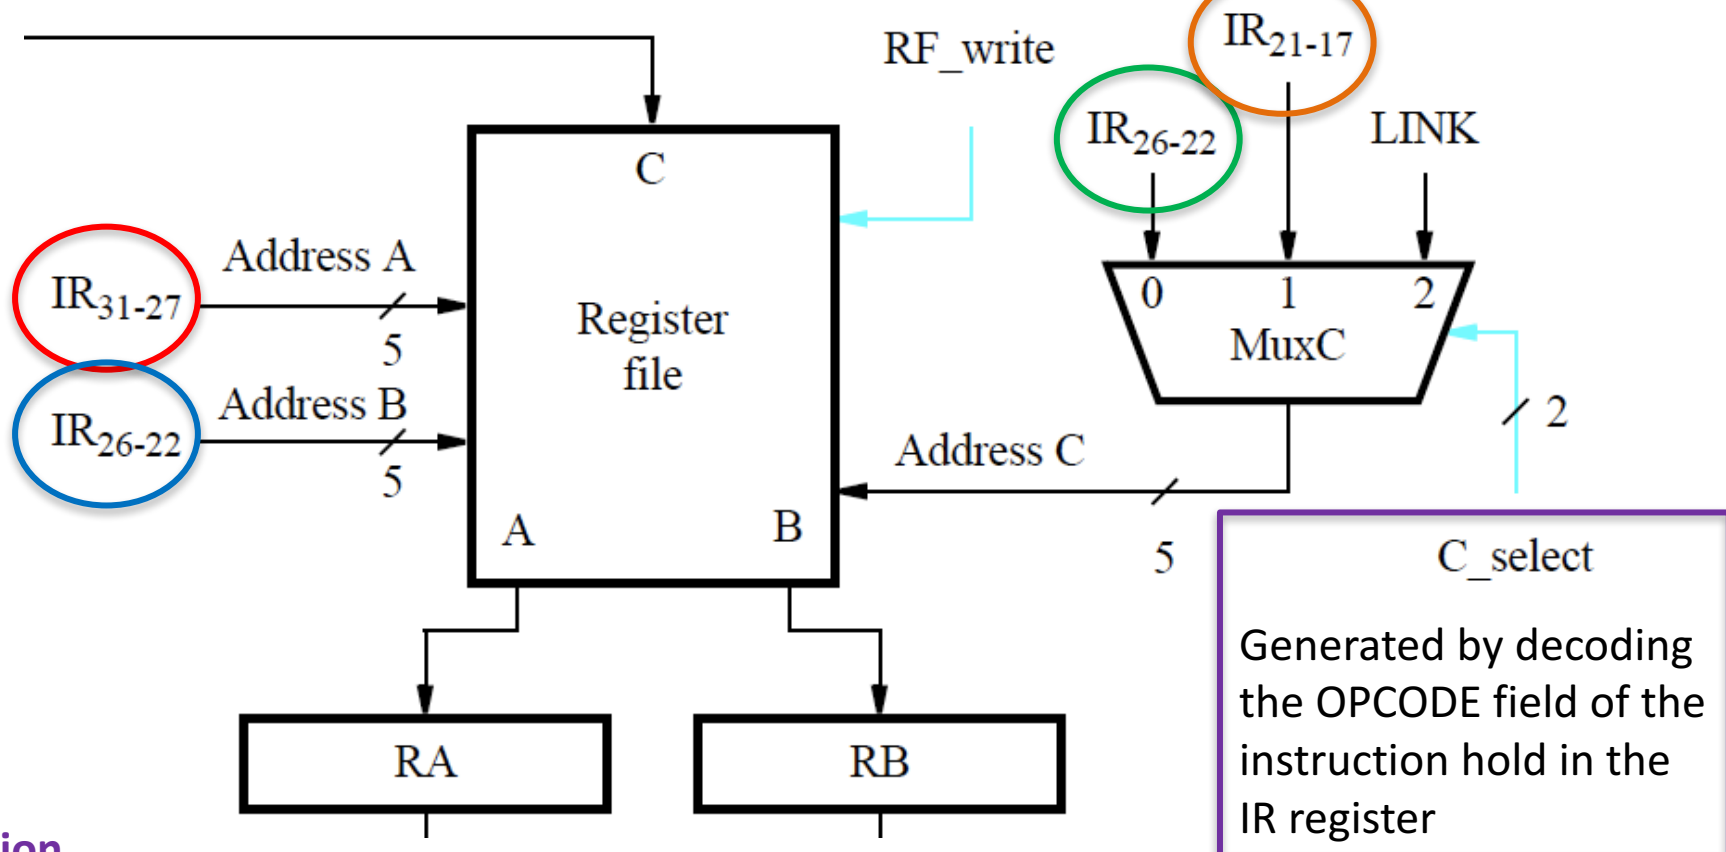 RF_write
IR21-17
IR26-22
LINK
C
Address A
IR31-27
5
Register
file
0 1 2
MuxC
Address B
IR26-22
5
2
Address C
A
B
5
C_select
Generated by decoding
the OPCODE field of the
instruction hold in the
IR register
RA
RB